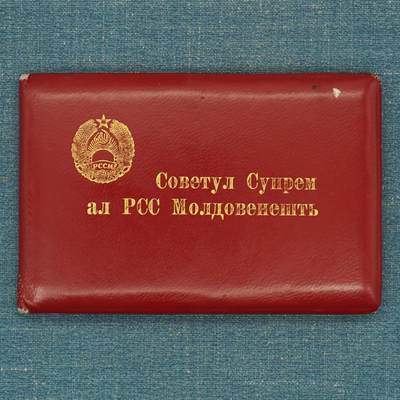 РССМ
Советул Супрем
ал РСС Молдовенешть